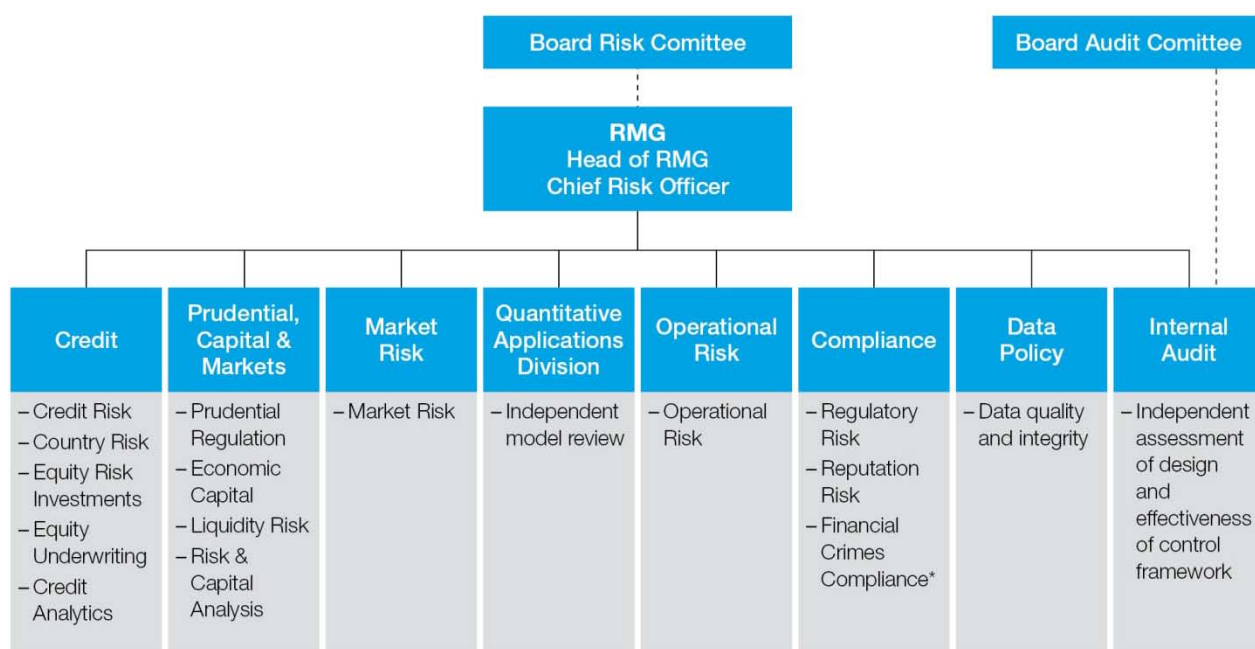 Board Risk Comittee
Board Audit Comittee
RMG
Head of RMG
Chief Risk Officer
Credit
Prudential,
Capital &
Markets
Market
Risk
Quantitative
Applications
Division
Operational
Risk
Compliance
Data
Policy
Internal
Audit
– Credit Risk
– Country Risk
– Equity Risk
Investments
– Equity
Underwriting
– Credit
Analytics
– Prudential
Regulation
– Economic
Capital
– Liquidity Risk
– Risk &
Capital
Analysis
– Market Risk
– Independent
model review
– Operational
Risk
– Regulatory
Risk
– Reputation
Risk
– Financial
Crimes
Compliance*
– Data quality
and integrity
– Independent
assessment
of design
and
effectiveness
of control
framework